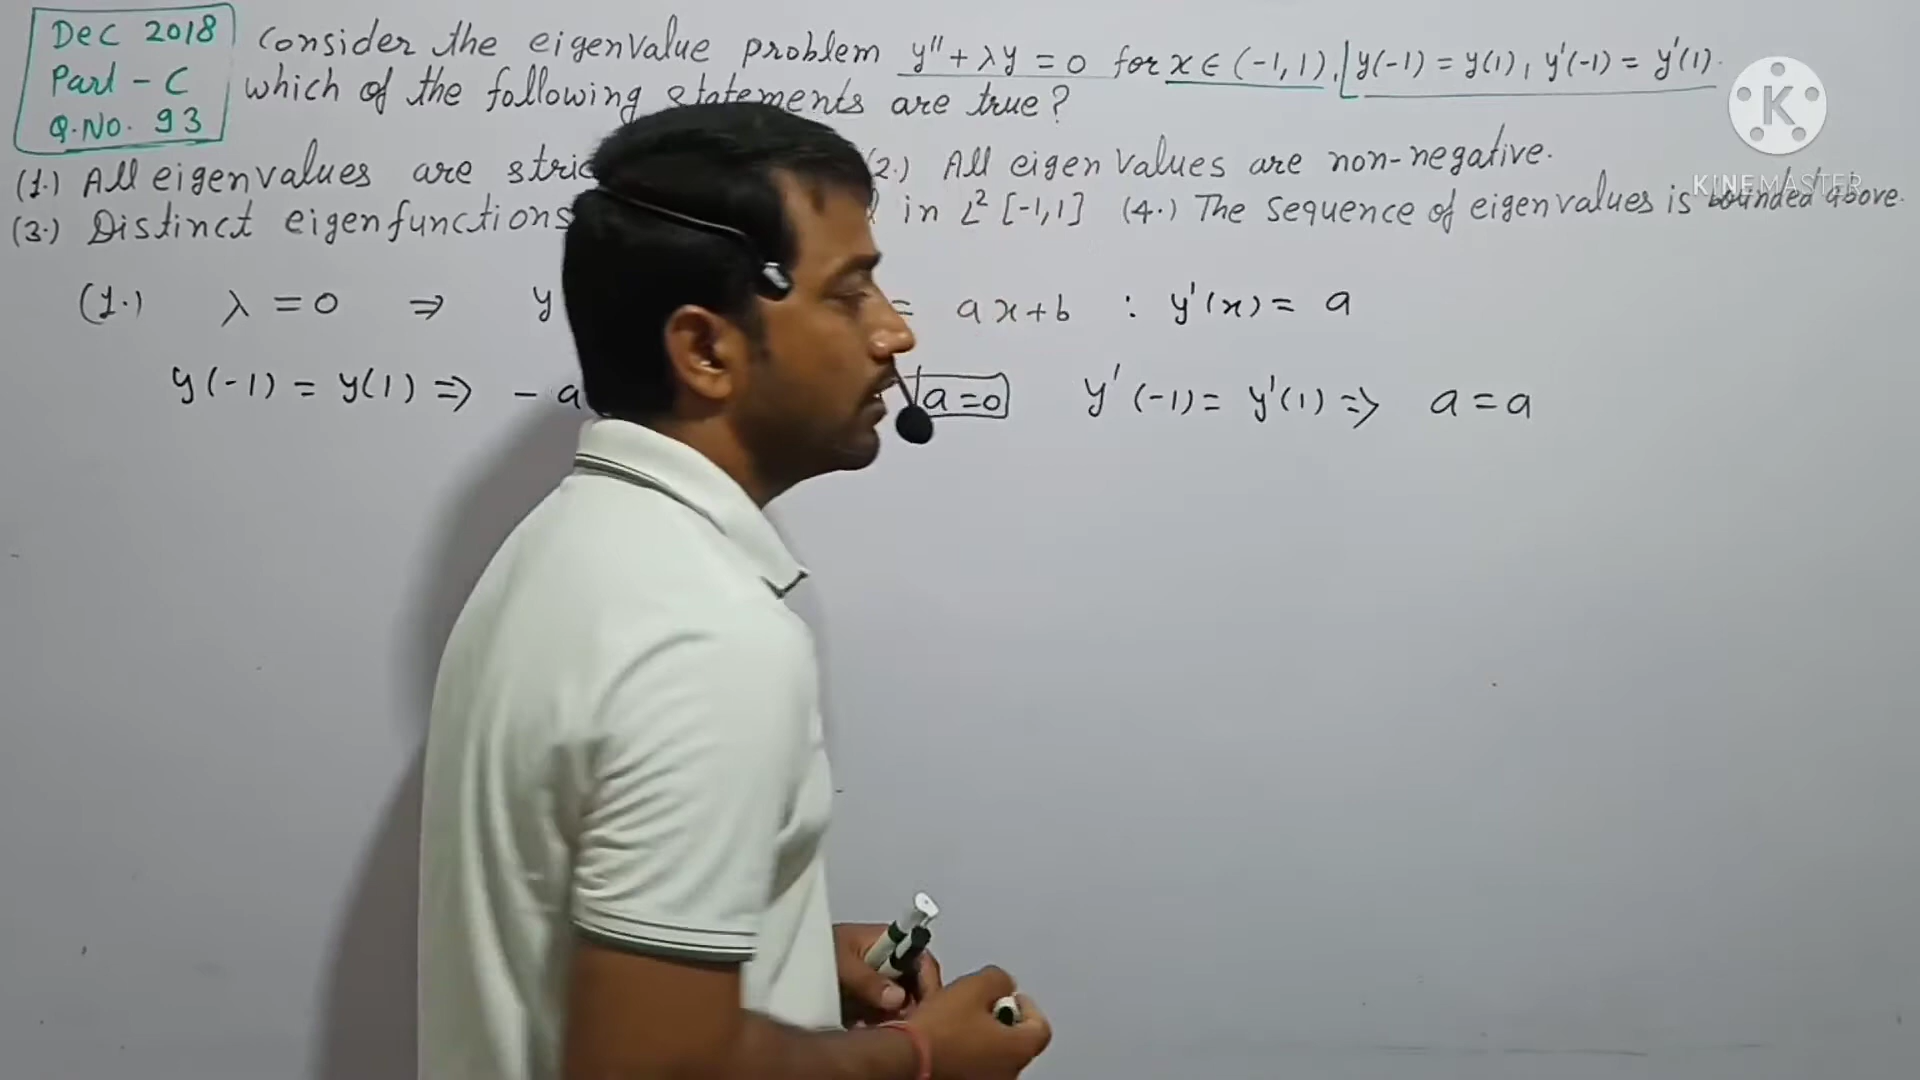 Dec 2018
Part - C
Q.No. 93
Consider the eigenvalue problem y'' + λy = 0 for x ∈ (-1, 1), y(-1) = y(1), y'(-1) = y'(1).
which of the following statements are true?
(1.) All eigenvalues are (2.) All eigen values are non-negative.
(3.) Distinct eigenfunctions in L² [-1,1] (4.) The sequence of eigenvalues is bounded above.
(1.) λ = 0 ⇒ y = ax+b : y'(x) = a
y(-1) = y(1) ⇒ - a a=0 y'(-1) = y'(1) ⇒ a = a
K
KINEMASTER